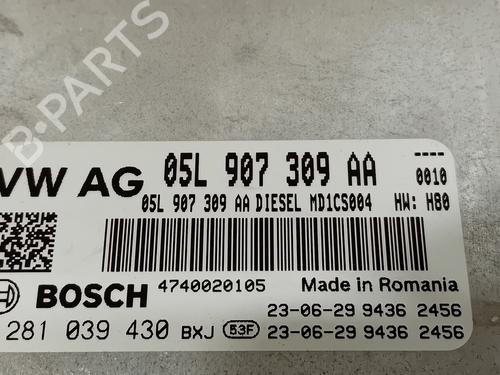 B-PARTS
VW AG 05L 907 309 AA
----
0010
05L 907 309 AA DIESEL MD1CS004 HW: H80
BOSCH 4740020105 Made in Romania
23-06-29 9436 2456
281 039 430 BXJ 53F 23-06-29 9436 2456